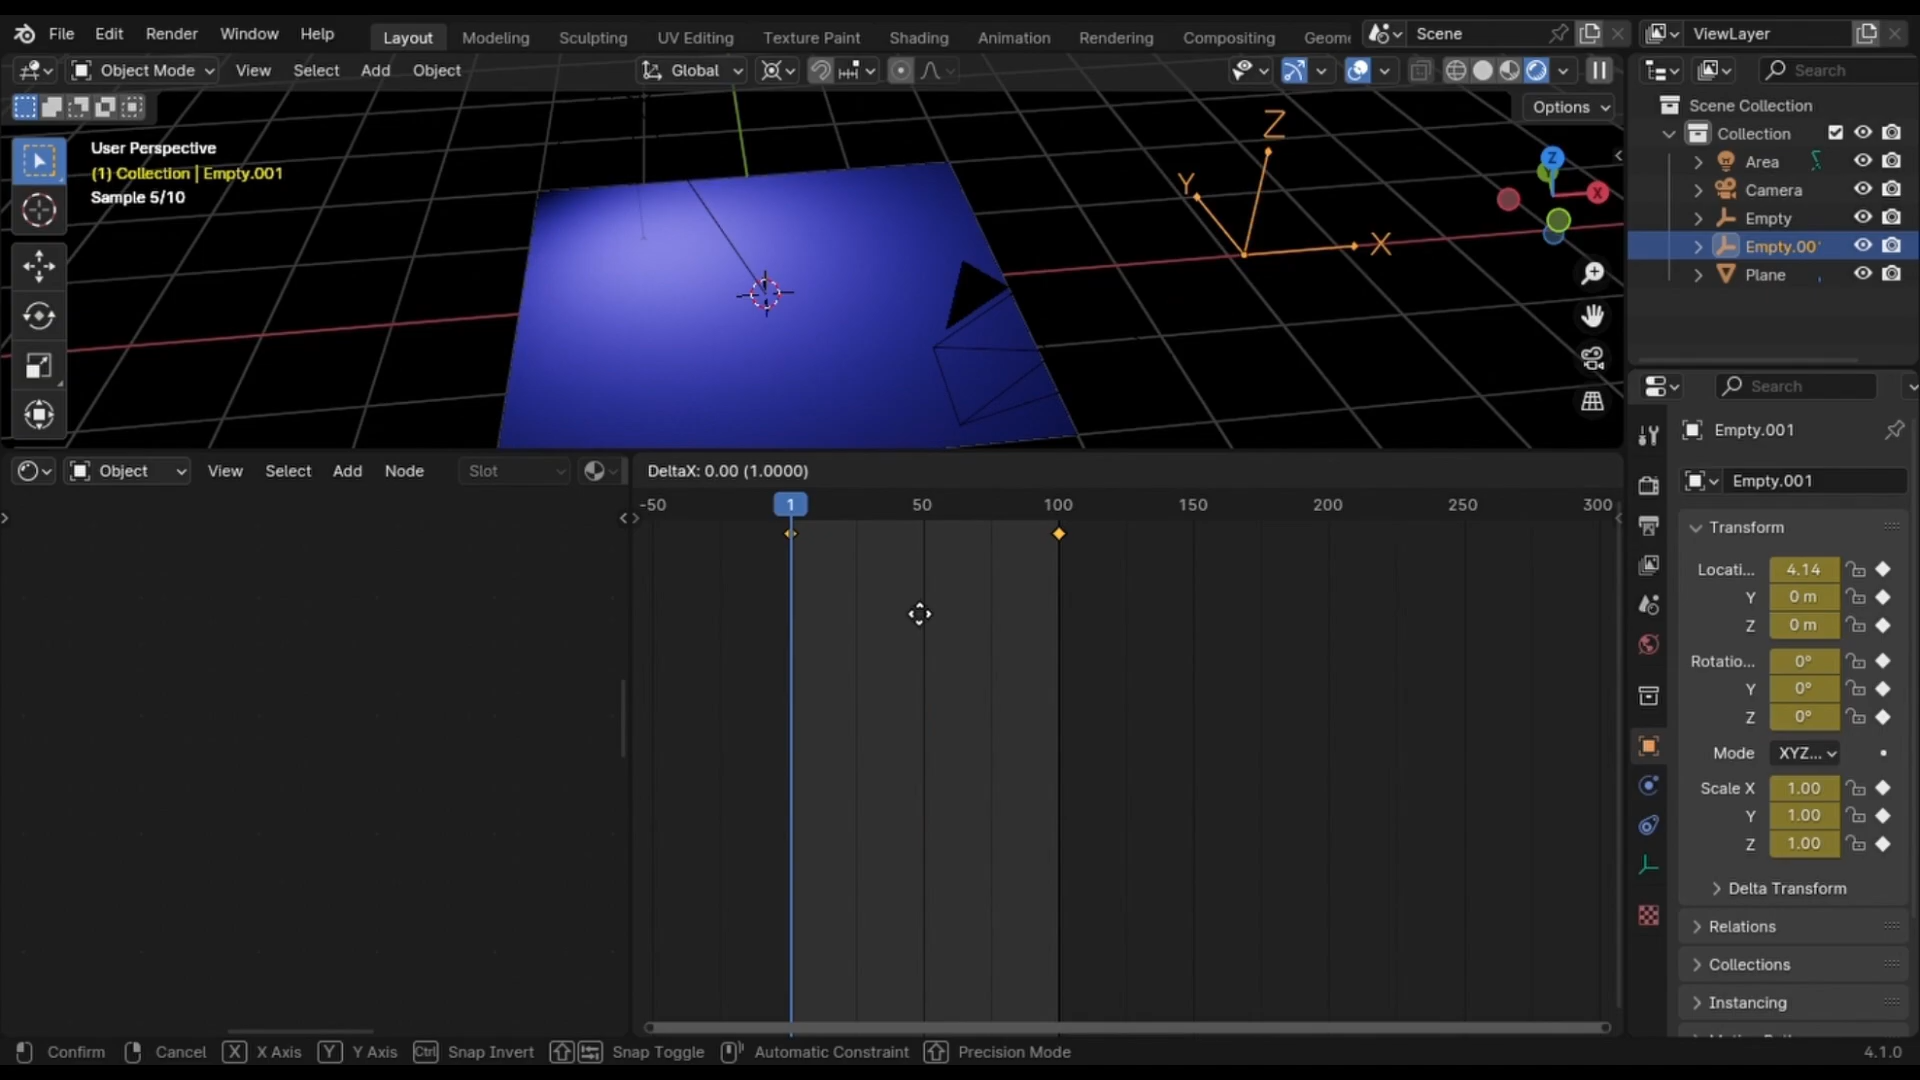 File Edit Render Window Help Layout Modeling Sculpting UV Editing Texture Paint Shading Animation Rendering Compositing Geome Scene ViewLayer
Object Mode View Select Add Object Global Search
Options
User Perspective
(1) Collection | Empty.001
Sample 5/10
Z
Y
X
Z
Y
X
Scene Collection
Collection
Area
Camera
Empty
Empty.00
Plane
Search
Empty.001
Empty.001
Object View Select Add Node Slot
DeltaX: 0.00 (1.0000)
-50 1 50 100 150 200 250 300
Transform
Locati... 4.14
Y 0 m
Z 0 m
Rotatio... 0°
Y 0°
Z 0°
Mode XYZ...
Scale X 1.00
Y 1.00
Z 1.00
Delta Transform
Relations
Collections
Instancing
Confirm Cancel X X Axis Y Y Axis Ctrl Snap Invert Snap Toggle Automatic Constraint Precision Mode 4.1.0